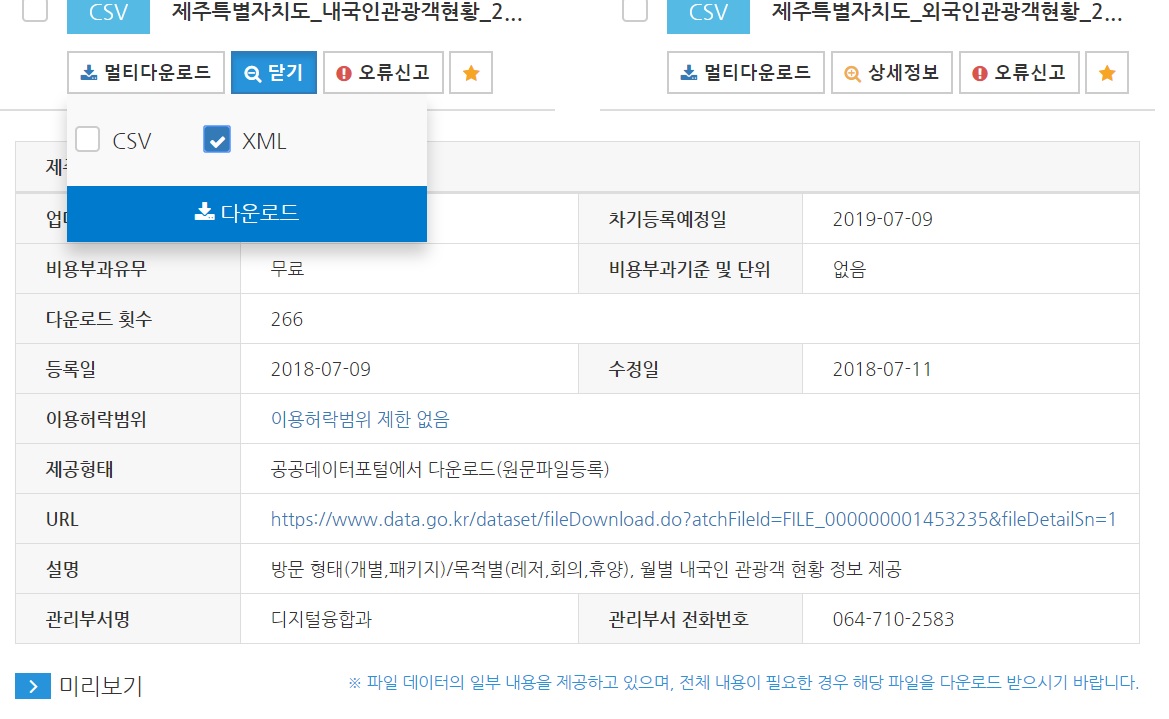 CSV 제주특별자치도_내국인관광객현황_2...
CSV 제주특별자치도_외국인관광객현황_2...
멀티다운로드 닫기 오류신고
멀티다운로드 상세정보 오류신고
CSV XML
다운로드
차기등록예정일 2019-07-09
비용부과유무 무료 비용부과기준 및 단위 없음
다운로드 횟수 266
등록일 2018-07-09 수정일 2018-07-11
이용허락범위 이용허락범위 제한 없음
제공형태 공공데이터포털에서 다운로드(원문파일등록)
URL https://www.data.go.kr/dataset/fileDownload.do?atchFileId=FILE_000000001453235&fileDetailSn=1
설명 방문 형태(개별,패키지)/목적별(레저,회의,휴양), 월별 내국인 관광객 현황 정보 제공
관리부서명 디지털융합과 관리부서 전화번호 064-710-2583
미리보기 ※ 파일 데이터의 일부 내용을 제공하고 있으며, 전체 내용이 필요한 경우 해당 파일을 다운로드 받으시기 바랍니다.